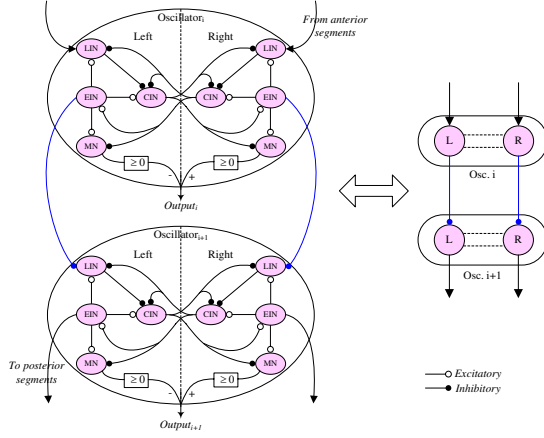 Oscillator_i
From anterior
segments
Left
Right
LIN
LIN
EIN
CIN
CIN
EIN
MN
MN
≥ 0
- +
≥ 0
Output_i
L
R
Osc. i
Oscillator_i+1
Left
Right
LIN
LIN
L
R
Osc. i+1
EIN
CIN
CIN
EIN
To posterior
segments
MN
MN
≥ 0
- +
≥ 0
Output_i+1
Excitatory
Inhibitory